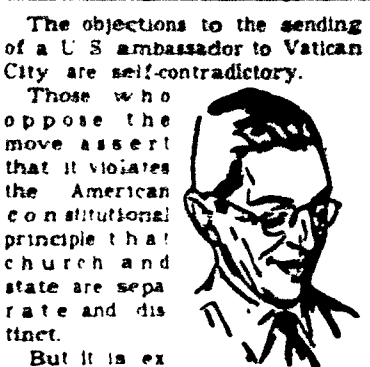 The objections to the sending
of a U S ambassador to Vatican
City are self-contradictory.
Those who
oppose the
move assert
that it violates
the American
constitutional
principle that
church and
state are sepa
rate and dis
tinct.
But it is ex